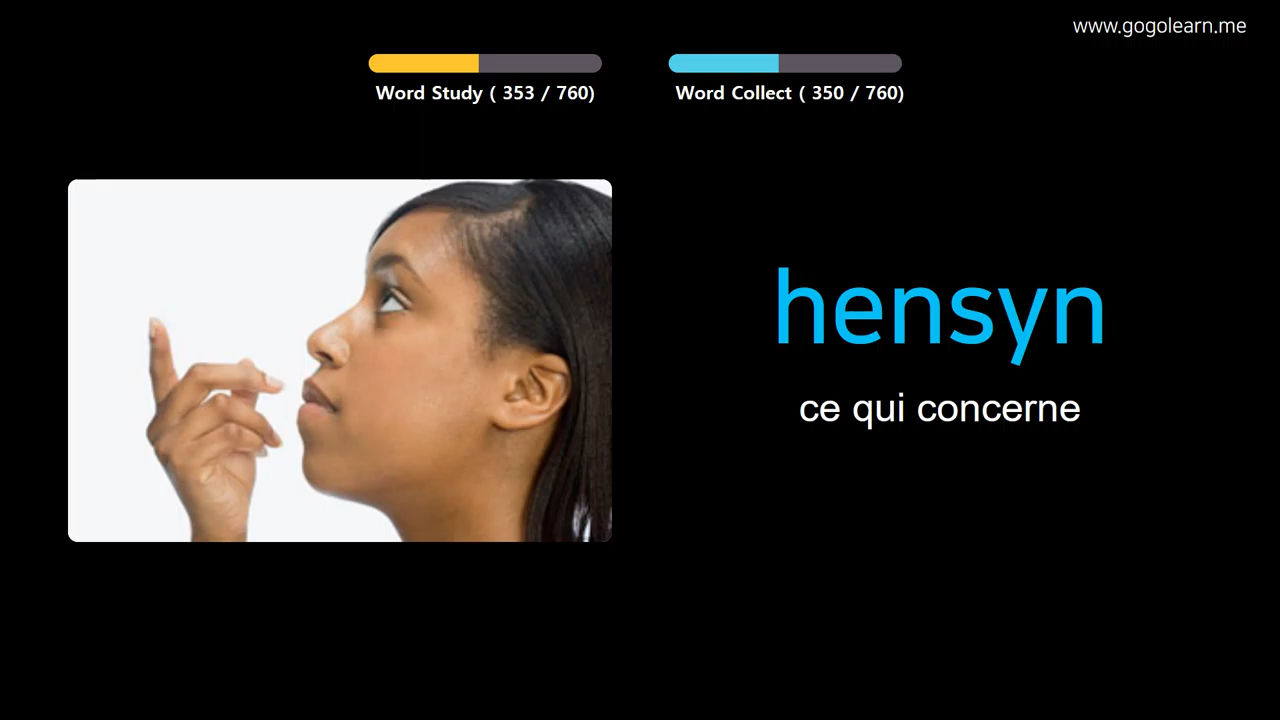 www.gogolearn.me
Word Study ( 353 / 760)
Word Collect ( 350 / 760)
hensyn
ce qui concerne